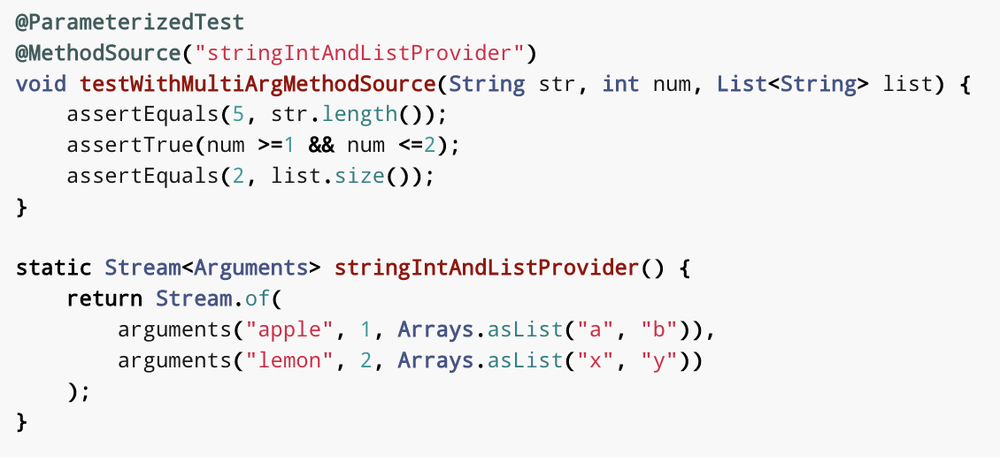 @ParameterizedTest
@MethodSource("stringIntAndListProvider")
void testWithMultiArgMethodSource(String str, int num, List<String> list) {
    assertEquals(5, str.length());
    assertTrue(num >=1 && num <=2);
    assertEquals(2, list.size());
}

static Stream<Arguments> stringIntAndListProvider() {
    return Stream.of(
        arguments("apple", 1, Arrays.asList("a", "b")),
        arguments("lemon", 2, Arrays.asList("x", "y"))
    );
}